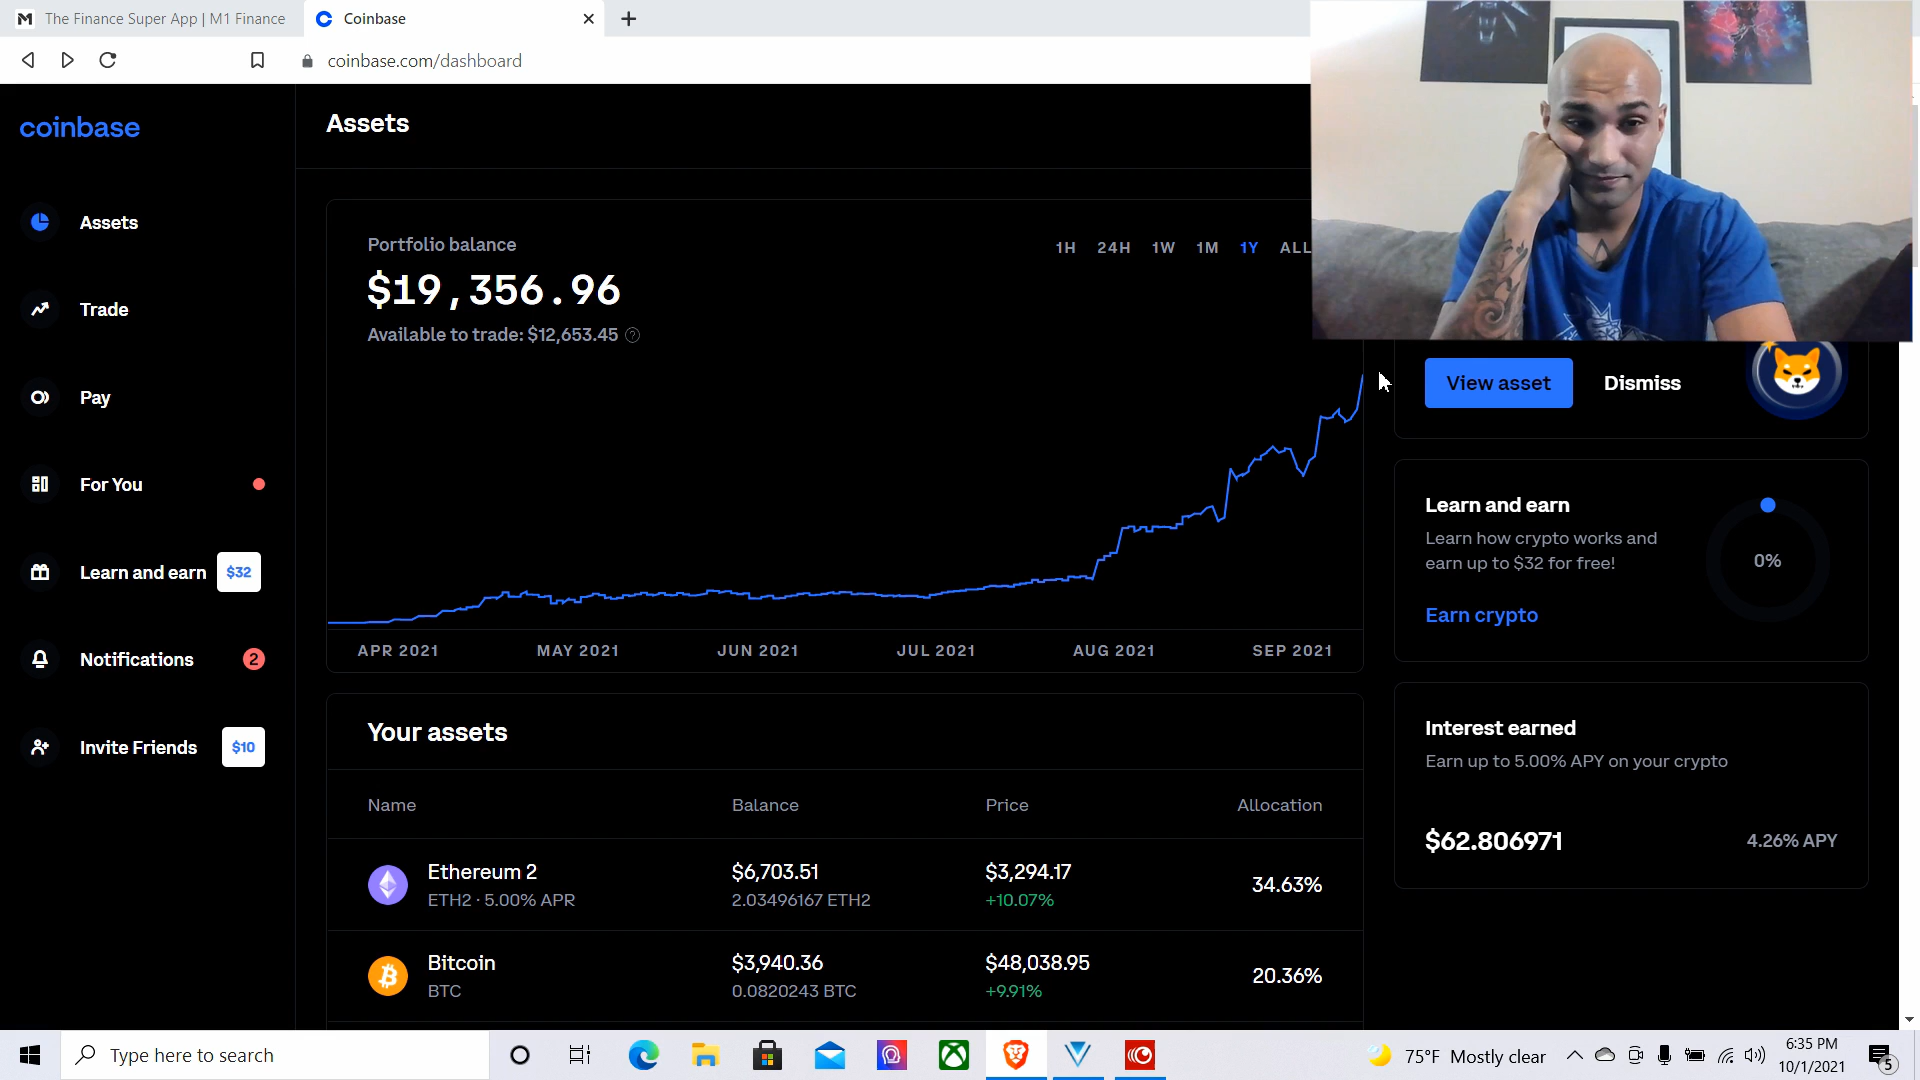 The Finance Super App | M1 Finance
Coinbase
coinbase.com/dashboard
coinbase
Assets
Trade
Pay
For You
Learn and earn $32
Notifications 2
Invite Friends $10
Assets
Portfolio balance
$19,356.96
Available to trade: $12,653.45
1H 24H 1W 1M 1Y ALL
APR 2021 MAY 2021 JUN 2021 JUL 2021 AUG 2021 SEP 2021
Your assets
Name Balance Price Allocation
Ethereum 2 $6,703.51 $3,294.17 34.63%
ETH2 · 5.00% APR 2.03496167 ETH2 +10.07%
Bitcoin $3,940.36 $48,038.95 20.36%
BTC 0.0820243 BTC +9.91%
View asset Dismiss
Learn and earn
Learn how crypto works and
earn up to $32 for free!
0%
Earn crypto
Interest earned
Earn up to 5.00% APY on your crypto
$62.806971 4.26% APY
Type here to search
75°F Mostly clear
6:35 PM
10/1/2021
5